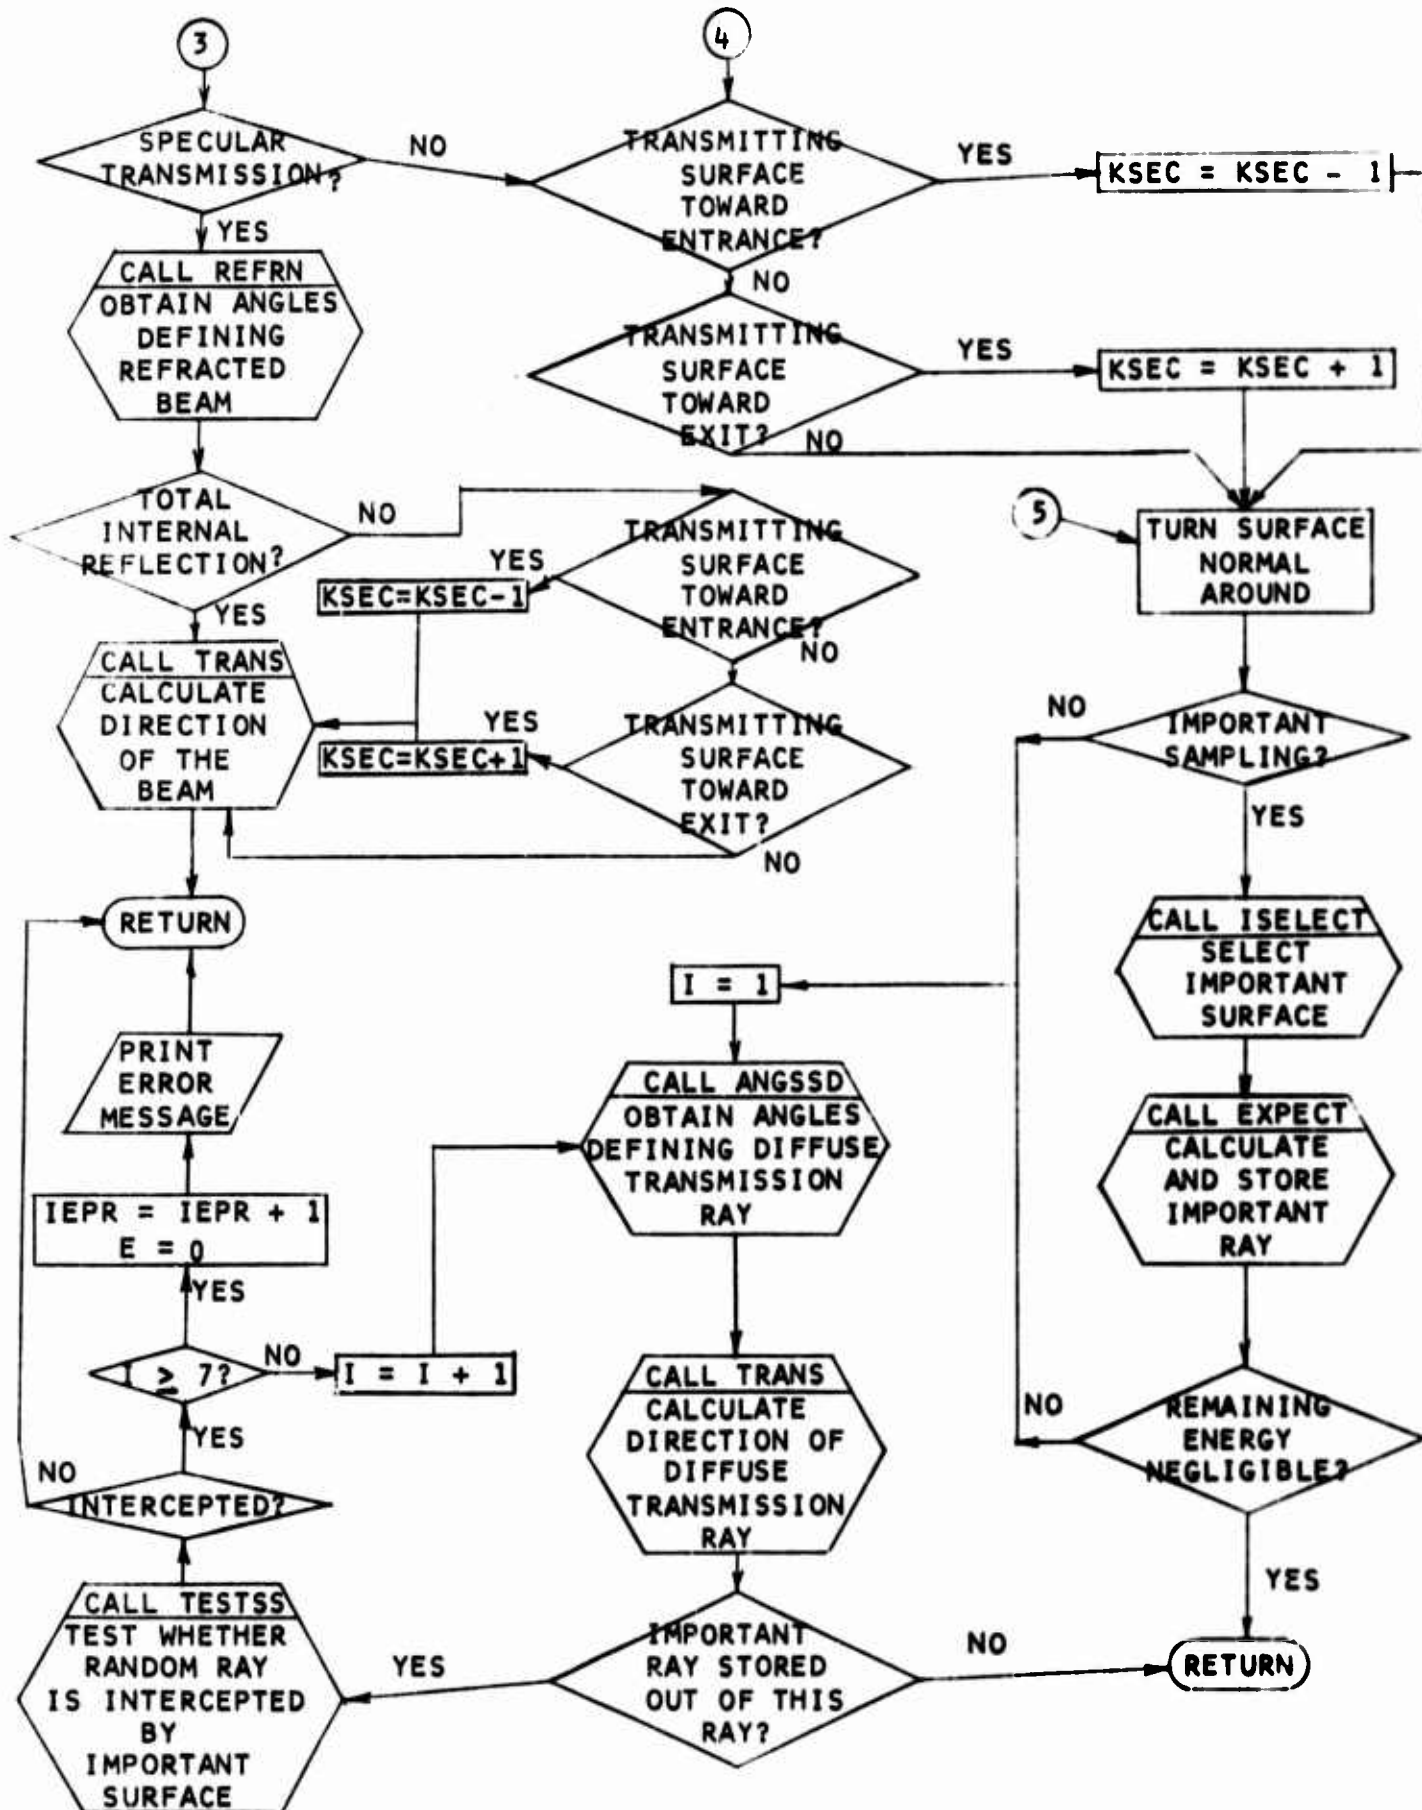 3
SPECULAR
TRANSMISSION?
NO
YES
CALL REFRN
OBTAIN ANGLES
DEFINING
REFRACTED
BEAM
TOTAL
INTERNAL
REFLECTION?
NO
YES
CALL TRANS
CALCULATE
DIRECTION
OF THE
BEAM
RETURN
PRINT
ERROR
MESSAGE
IEPR = IEPR + 1
E = 0
YES
I ≥ 7?
NO
I = I + 1
YES
INTERCEPTED?
NO
CALL TESTSS
TEST WHETHER
RANDOM RAY
IS INTERCEPTED
BY
IMPORTANT
SURFACE
4
TRANSMITTING
SURFACE
TOWARD
ENTRANCE?
YES
KSEC = KSEC - 1
NO
TRANSMITTING
SURFACE
TOWARD
EXIT?
YES
KSEC = KSEC + 1
NO
TRANSMITTING
SURFACE
TOWARD
ENTRANCE?
YES
KSEC=KSEC-1
NO
TRANSMITTING
SURFACE
TOWARD
EXIT?
YES
KSEC=KSEC+1
NO
I = 1
CALL ANGSSD
OBTAIN ANGLES
DEFINING DIFFUSE
TRANSMISSION
RAY
CALL TRANS
CALCULATE
DIRECTION OF
DIFFUSE
TRANSMISSION
RAY
IMPORTANT
RAY STORED
OUT OF THIS
RAY?
YES
NO
5
TURN SURFACE
NORMAL
AROUND
IMPORTANT
SAMPLING?
NO
YES
CALL ISELECT
SELECT
IMPORTANT
SURFACE
CALL EXPECT
CALCULATE
AND STORE
IMPORTANT
RAY
REMAINING
ENERGY
NEGLIGIBLE?
NO
YES
RETURN